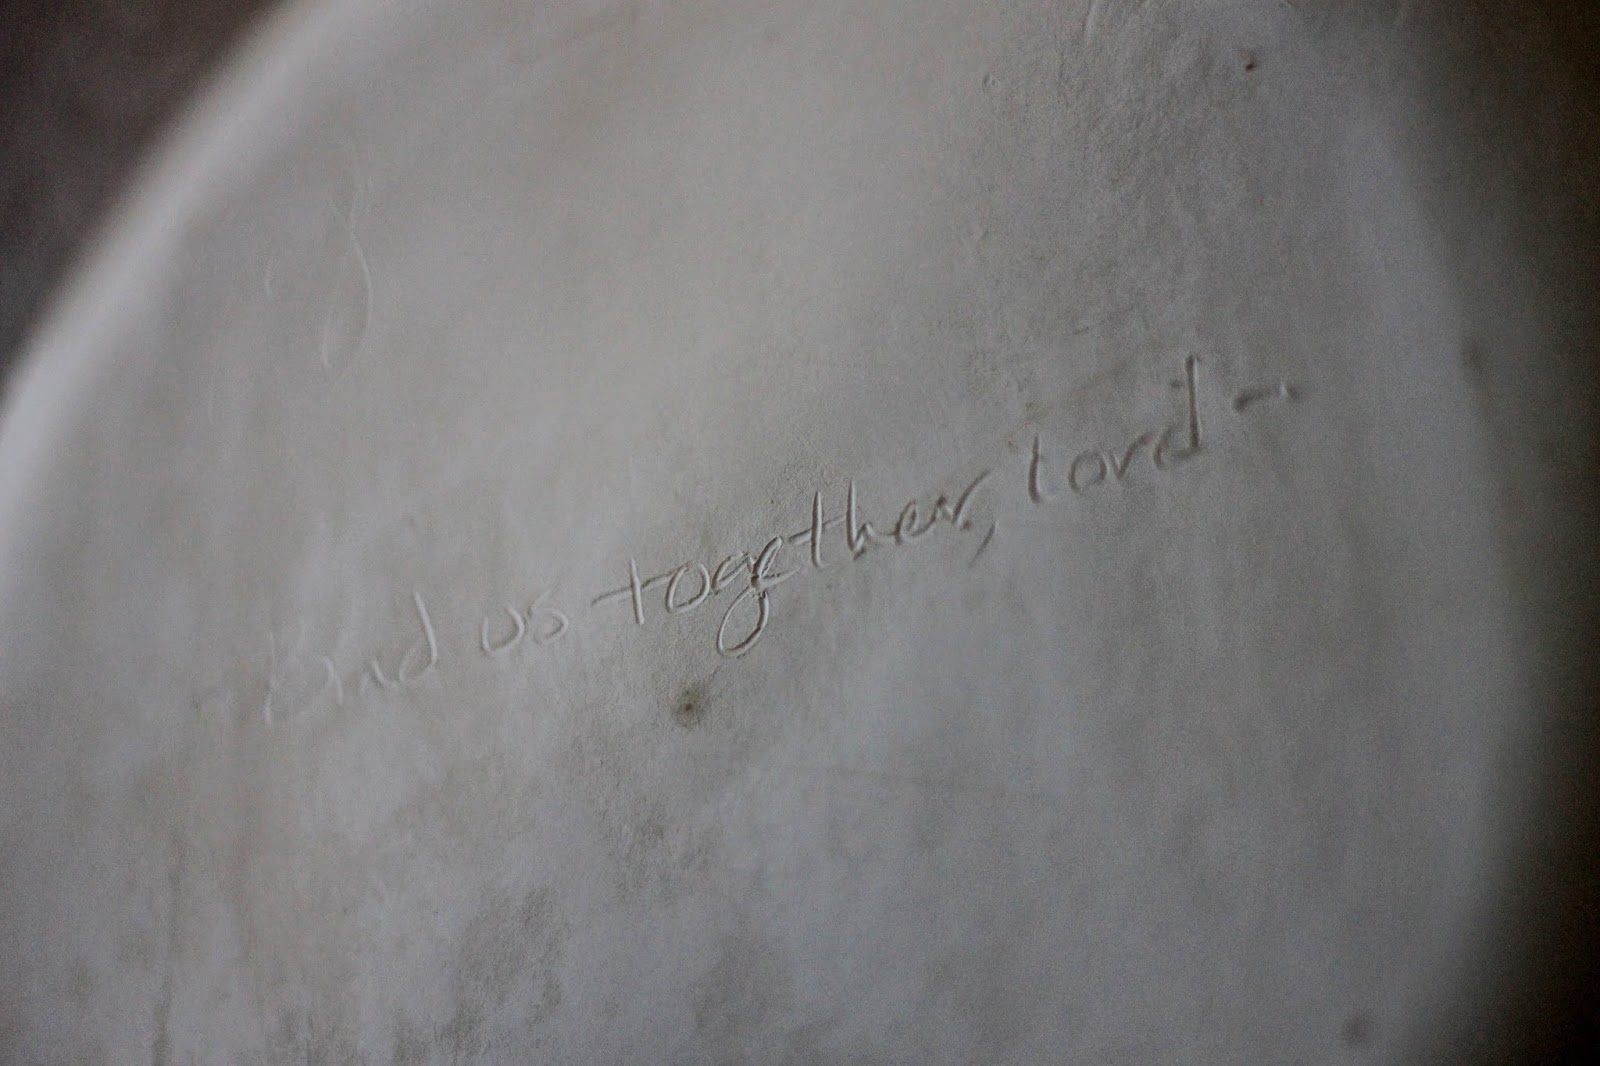 Bind us together, Lord -